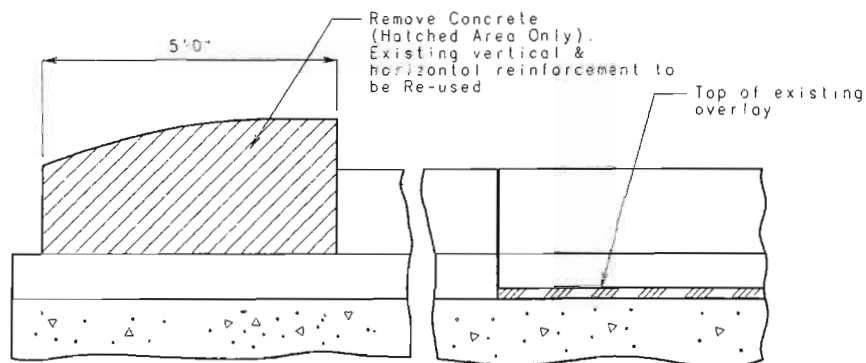 5'0"
Remove Concrete
(Hatched Area Only).
Existing vertical &
horizontal reinforcement to
be Re-used
Top of existing
overlay